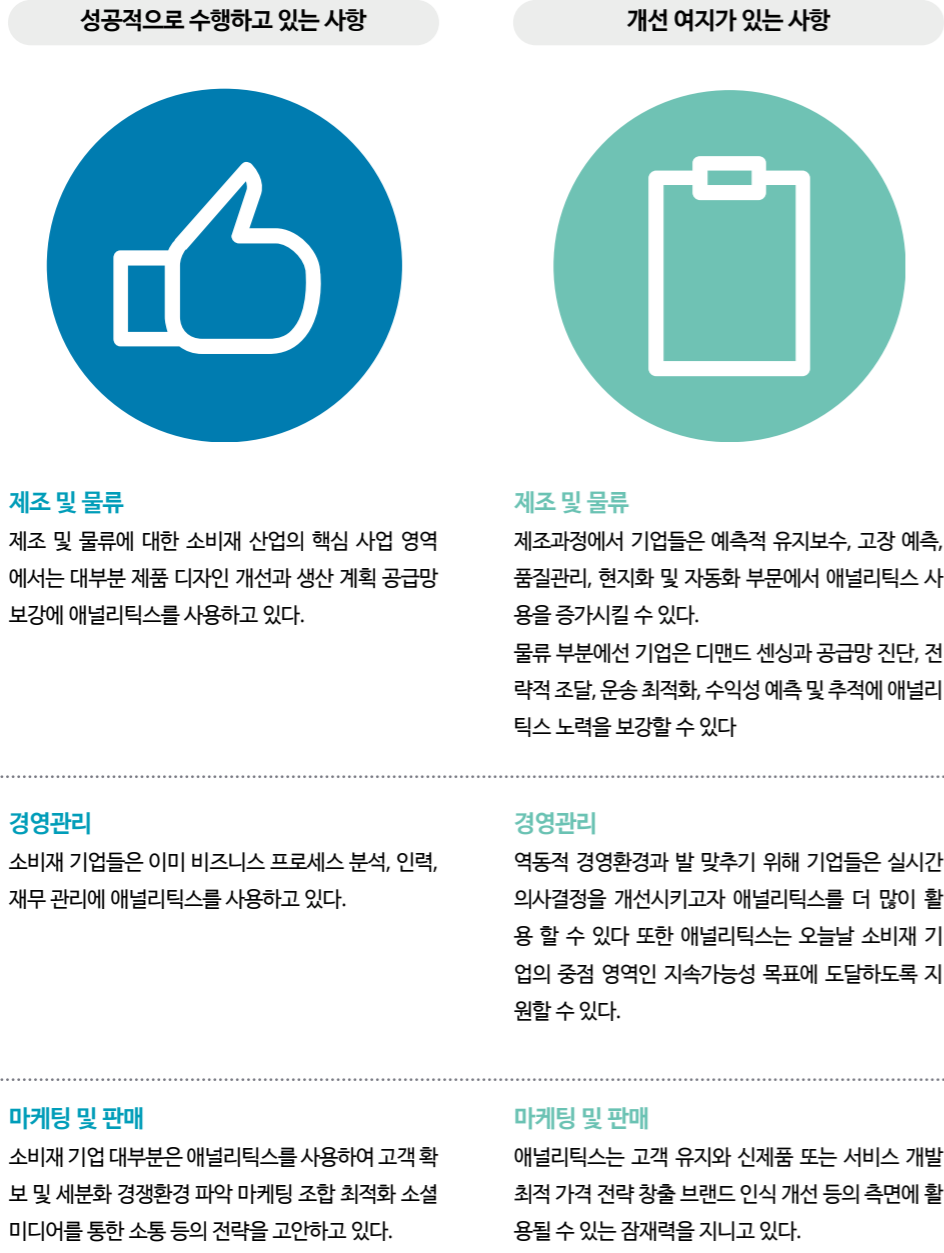 성공적으로 수행하고 있는 사항
개선 여지가 있는 사항
제조 및 물류
제조 및 물류에 대한 소비재 산업의 핵심 사업 영역
에서는 대부분 제품 디자인 개선과 생산 계획 공급망
보강에 애널리틱스를 사용하고 있다.
제조 및 물류
제조과정에서 기업들은 예측적 유지보수, 고장 예측,
품질관리, 현지화 및 자동화 부문에서 애널리틱스 사
용을 증가시킬 수 있다.
물류 부분에선 기업은 디맨드 센싱과 공급망 진단, 전
략적 조달, 운송 최적화, 수익성 예측 및 추적에 애널리
틱스 노력을 보강할 수 있다
경영관리
소비재 기업들은 이미 비즈니스 프로세스 분석, 인력,
재무 관리에 애널리틱스를 사용하고 있다.
경영관리
역동적 경영환경과 발 맞추기 위해 기업들은 실시간
의사결정을 개선시키고자 애널리틱스를 더 많이 활
용 할 수 있다 또한 애널리틱스는 오늘날 소비재 기
업의 중점 영역인 지속가능성 목표에 도달하도록 지
원할 수 있다.
마케팅 및 판매
소비재 기업 대부분은 애널리틱스를 사용하여 고객 확
보 및 세분화 경쟁환경 파악 마케팅 조합 최적화 소셜
미디어를 통한 소통 등의 전략을 고안하고 있다.
마케팅 및 판매
애널리틱스는 고객 유지와 신제품 또는 서비스 개발
최적 가격 전략 창출 브랜드 인식 개선 등의 측면에 활
용될 수 있는 잠재력을 지니고 있다.